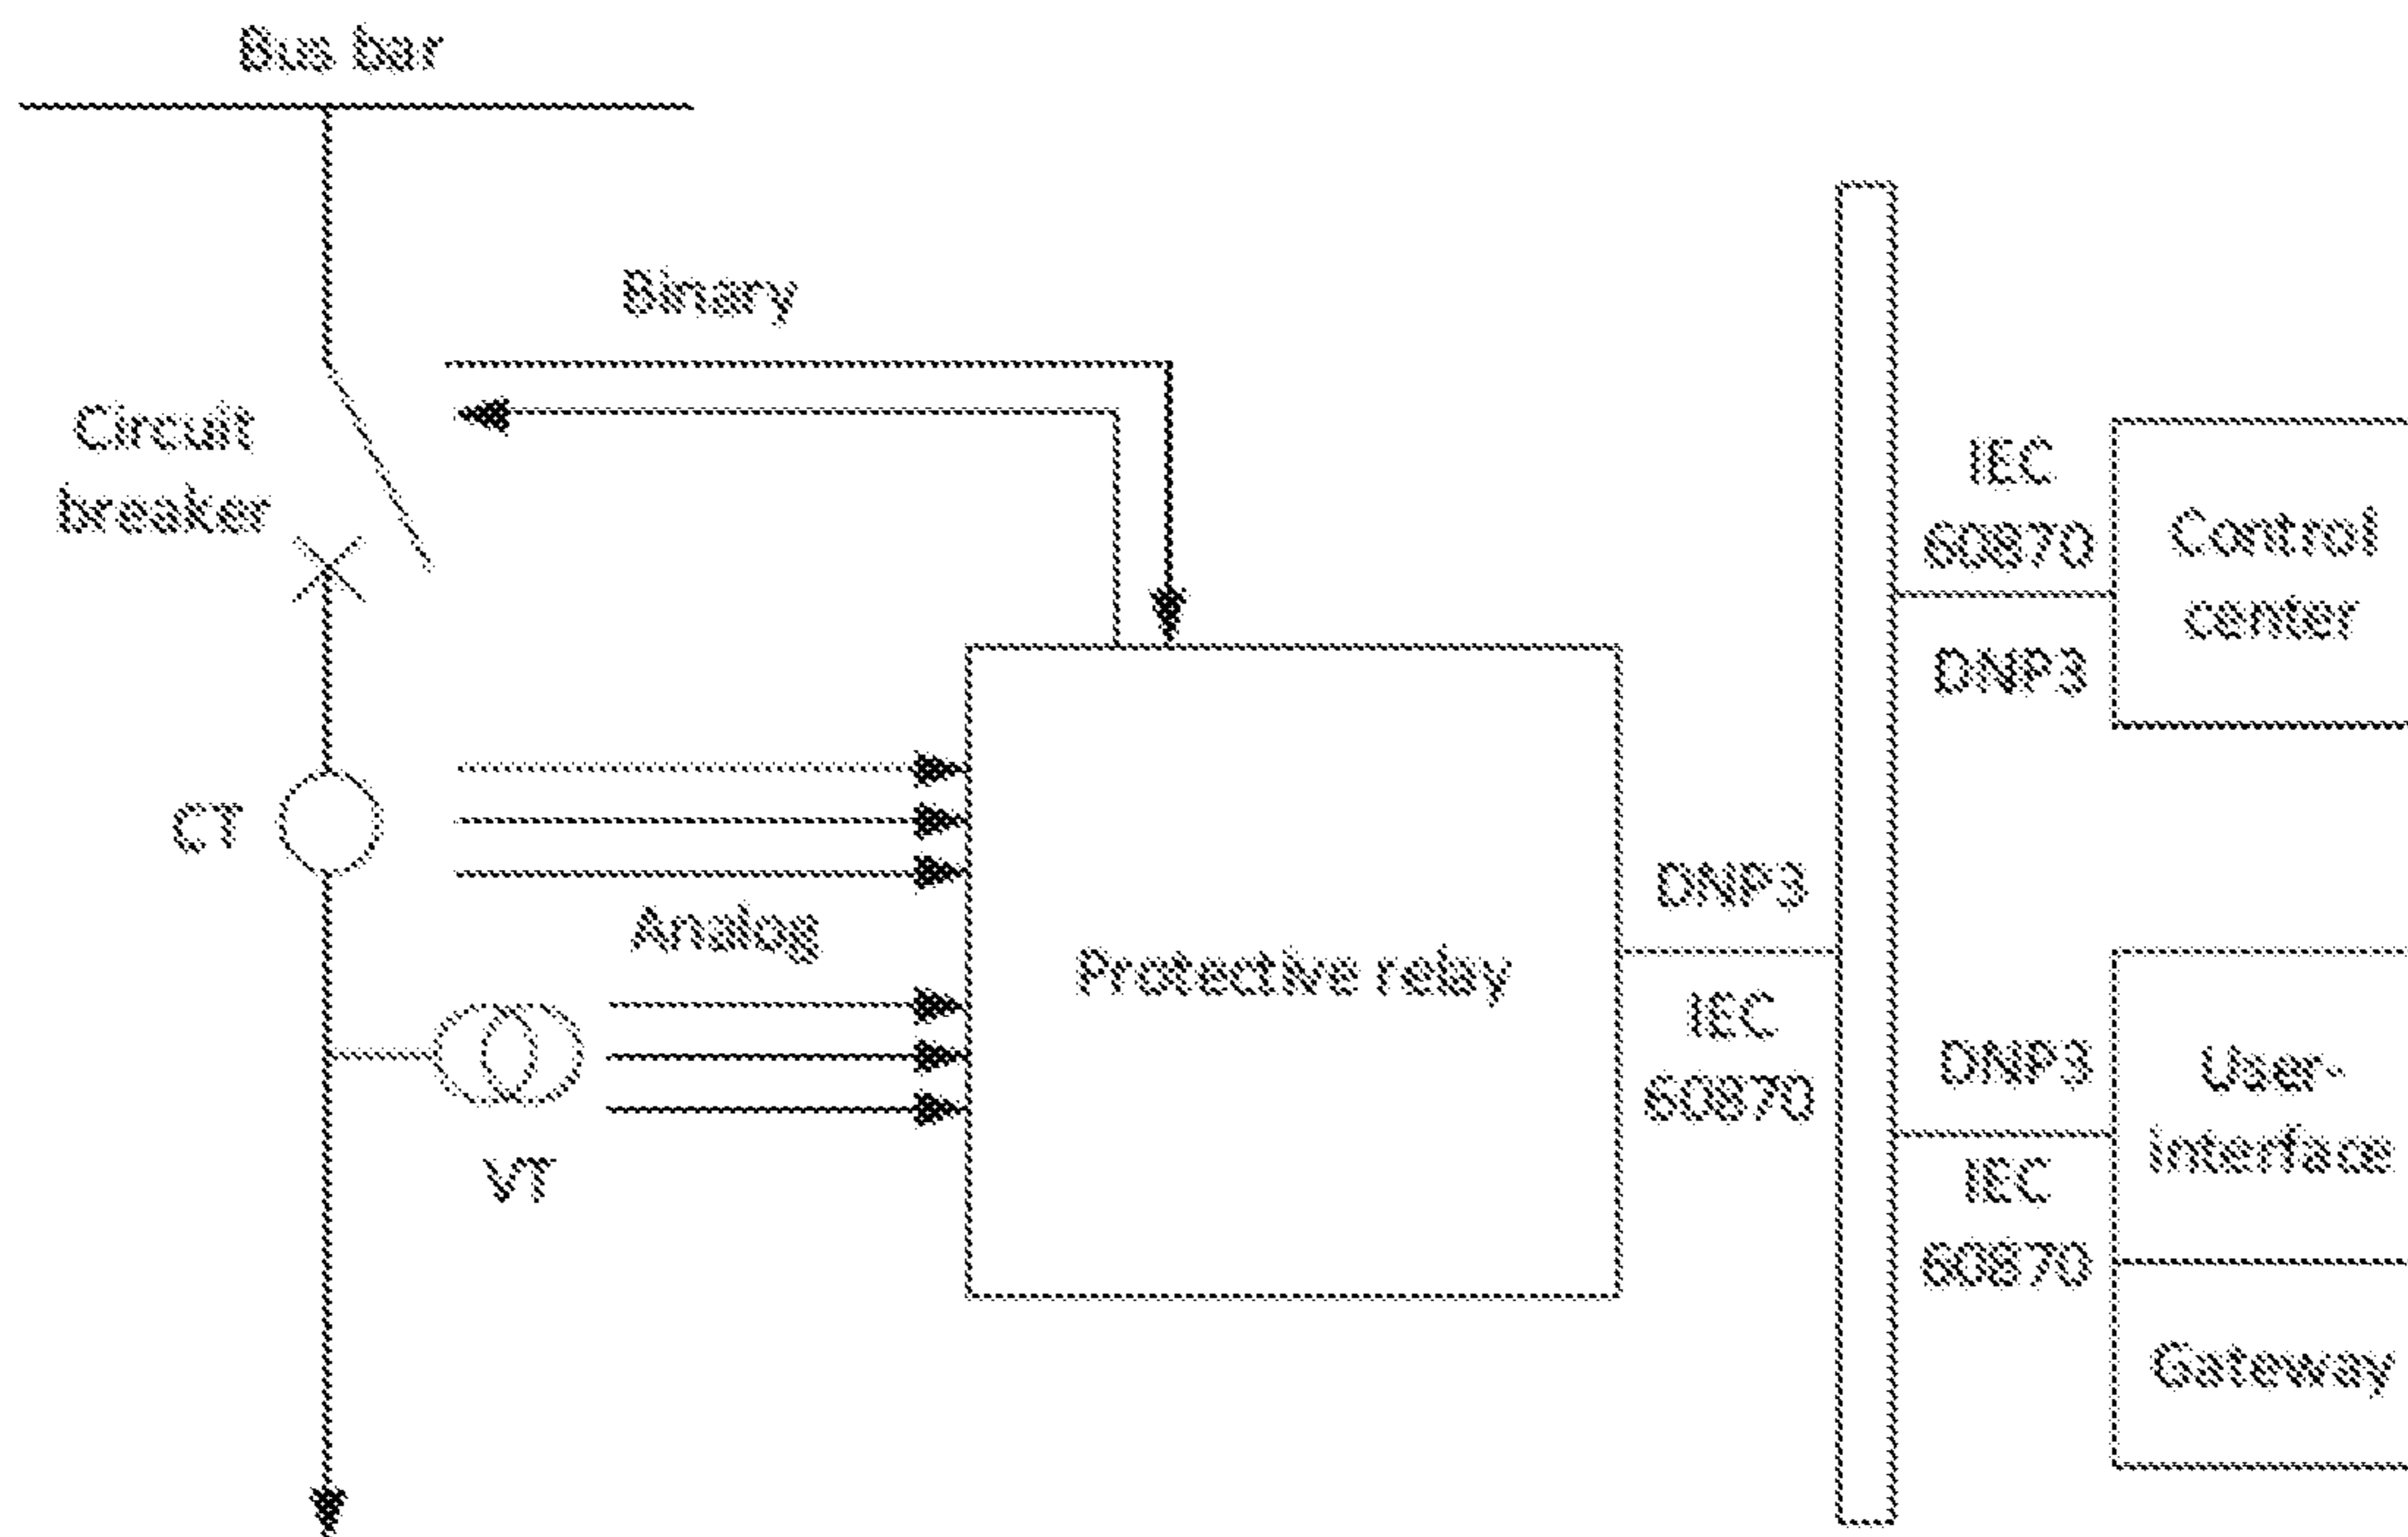 Bus bar
Binary
Circuit
breaker
IEC
60870
DNP3
Control
center
CT
Analog
VT
Protective relay
DNP3
IEC
60870
DNP3
IEC
60870
User-
interface
Gateway